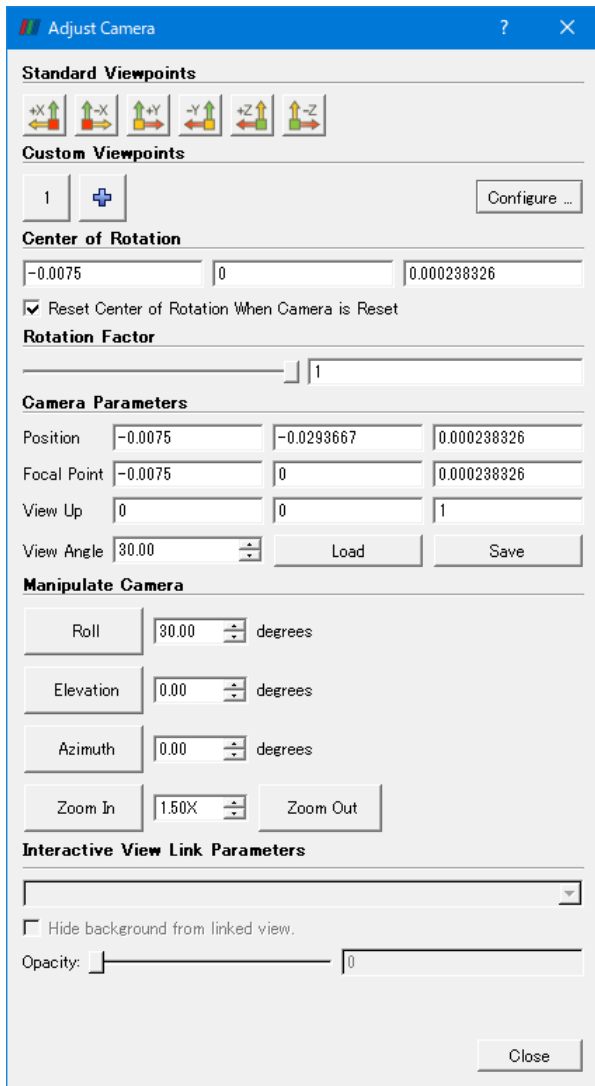 Adjust Camera ? ×
Standard Viewpoints
+X -X +Y -Y +Z -Z
Custom Viewpoints
1 Configure ...
Center of Rotation
-0.0075 0 0.000238326
Reset Center of Rotation When Camera is Reset
Rotation Factor
1
Camera Parameters
Position -0.0075 -0.0293667 0.000238326
Focal Point -0.0075 0 0.000238326
View Up 0 0 1
View Angle 30.00 Load Save
Manipulate Camera
Roll 30.00 degrees
Elevation 0.00 degrees
Azimuth 0.00 degrees
Zoom In 1.50X Zoom Out
Interactive View Link Parameters
Hide background from linked view.
Opacity: 0
Close